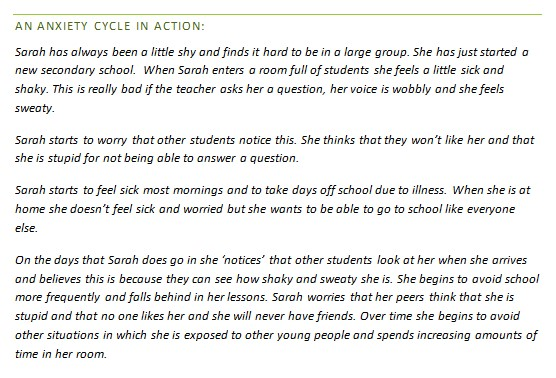 AN ANXIETY CYCLE IN ACTION:
Sarah has always been a little shy and finds it hard to be in a large group. She has just started a
new secondary school.  When Sarah enters a room full of students she feels a little sick and
shaky. This is really bad if the teacher asks her a question, her voice is wobbly and she feels
sweaty.
Sarah starts to worry that other students notice this. She thinks that they won't like her and that
she is stupid for not being able to answer a question.
Sarah starts to feel sick most mornings and to take days off school due to illness.  When she is at
home she doesn't feel sick and worried but she wants to be able to go to school like everyone
else.
On the days that Sarah does go in she 'notices' that other students look at her when she arrives
and believes this is because they can see how shaky and sweaty she is. She begins to avoid school
more frequently and falls behind in her lessons. Sarah worries that her peers think that she is
stupid and that no one likes her and she will never have friends. Over time she begins to avoid
other situations in which she is exposed to other young people and spends increasing amounts of
time in her room.